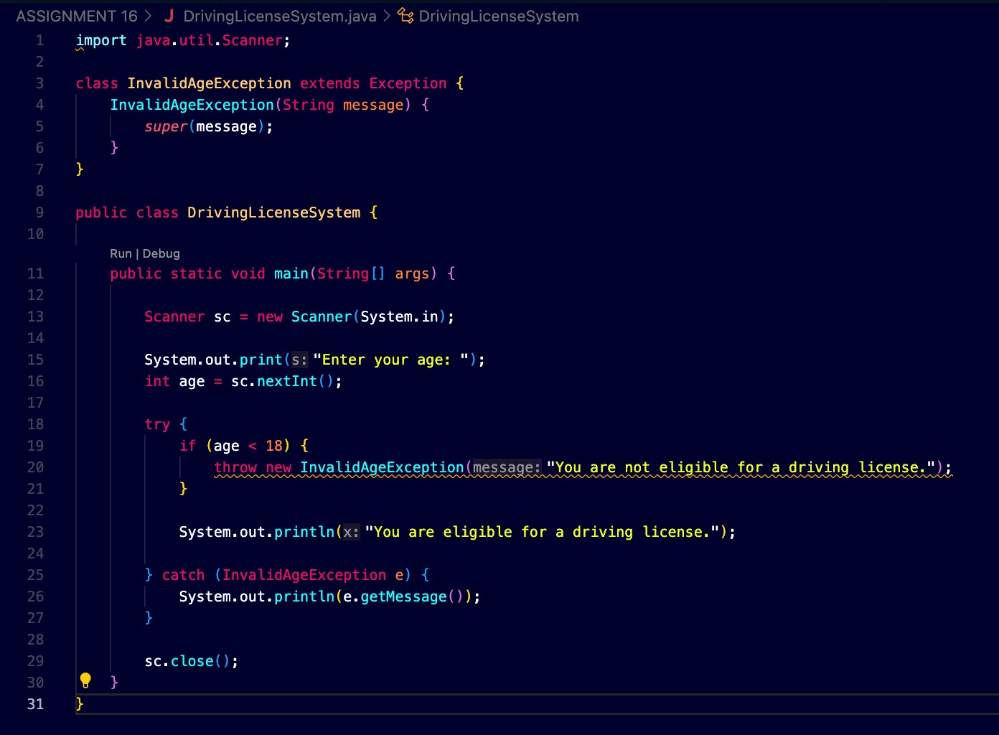 ASSIGNMENT 16 > J DrivingLicenseSystem.java > DrivingLicenseSystem
1 import java.util.Scanner;
2
3 class InvalidAgeException extends Exception {
4 InvalidAgeException(String message) {
5 super(message);
6 }
7 }
8
9 public class DrivingLicenseSystem {
10
Run | Debug
11 public static void main(String[] args) {
12
13 Scanner sc = new Scanner(System.in);
14
15 System.out.print(s: "Enter your age: ");
16 int age = sc.nextInt();
17
18 try {
19 if (age < 18) {
20 throw new InvalidAgeException(message: "You are not eligible for a driving license.");
21 }
22
23 System.out.println(x: "You are eligible for a driving license.");
24
25 } catch (InvalidAgeException e) {
26 System.out.println(e.getMessage());
27 }
28
29 sc.close();
30 }
31 }